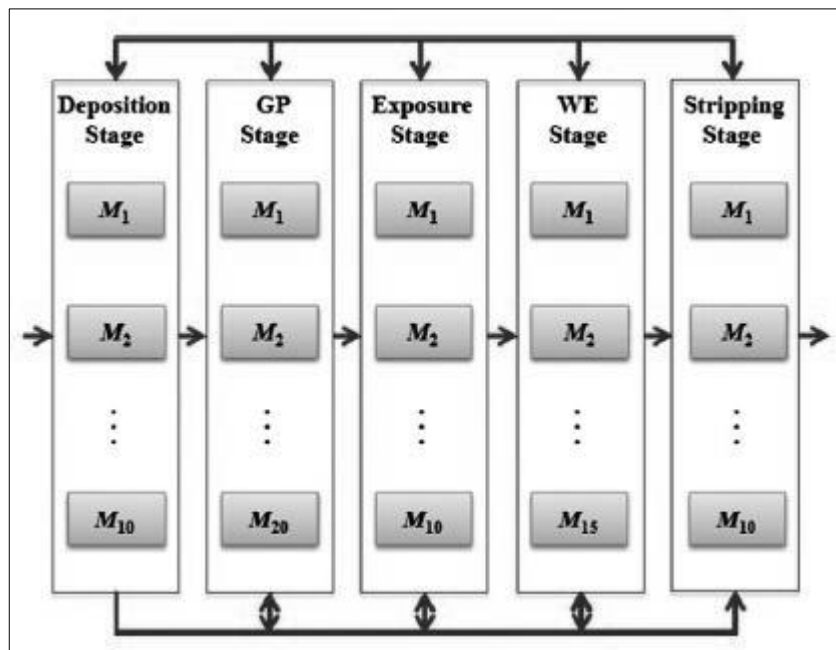 Deposition
Stage
M1
M2
⋮
M10
GP
Stage
M1
M2
⋮
M20
Exposure
Stage
M1
M2
⋮
M10
WE
Stage
M1
M2
⋮
M15
Stripping
Stage
M1
M2
⋮
M10